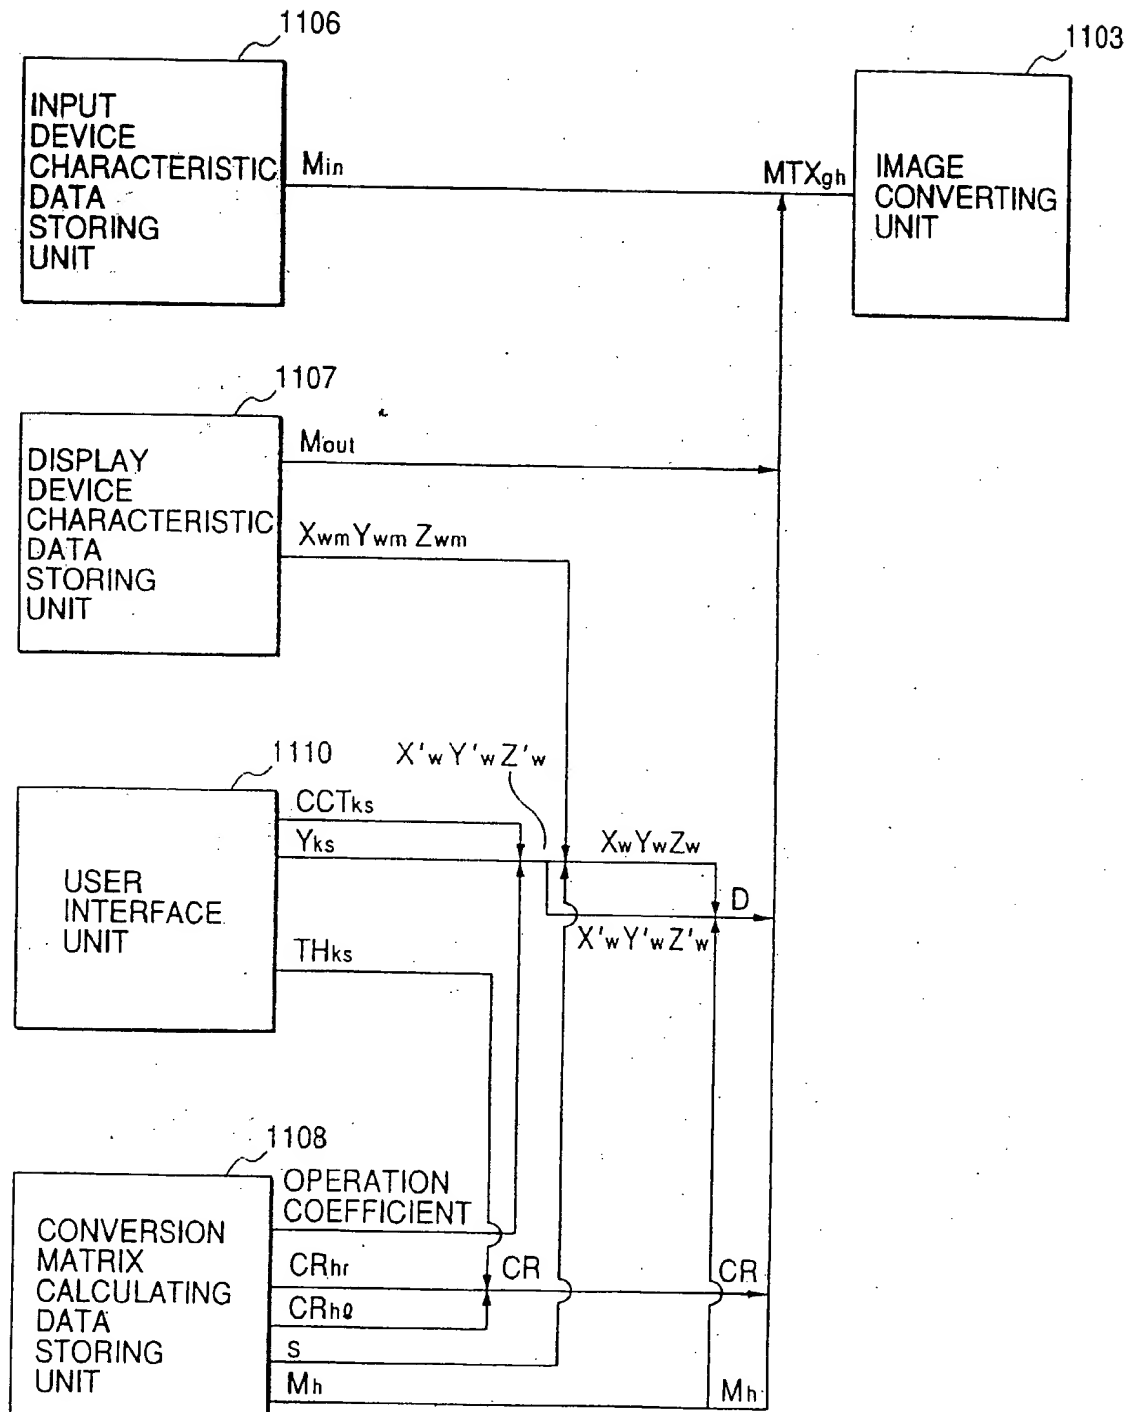 1106
INPUT
DEVICE
CHARACTERISTIC
DATA
STORING
UNIT
Min
MTXgh
1103
IMAGE
CONVERTING
UNIT
1107
DISPLAY
DEVICE
CHARACTERISTIC
DATA
STORING
UNIT
Mout
XwmYwmZwm
1110
USER
INTERFACE
UNIT
CCTks
Yks
THks
X'wY'wZ'w
XwYwZw
D
X'wY'wZ'w
1108
CONVERSION
MATRIX
CALCULATING
DATA
STORING
UNIT
OPERATION
COEFFICIENT
CRhr
CR
CR
CRhℓ
s
Mh
Mh